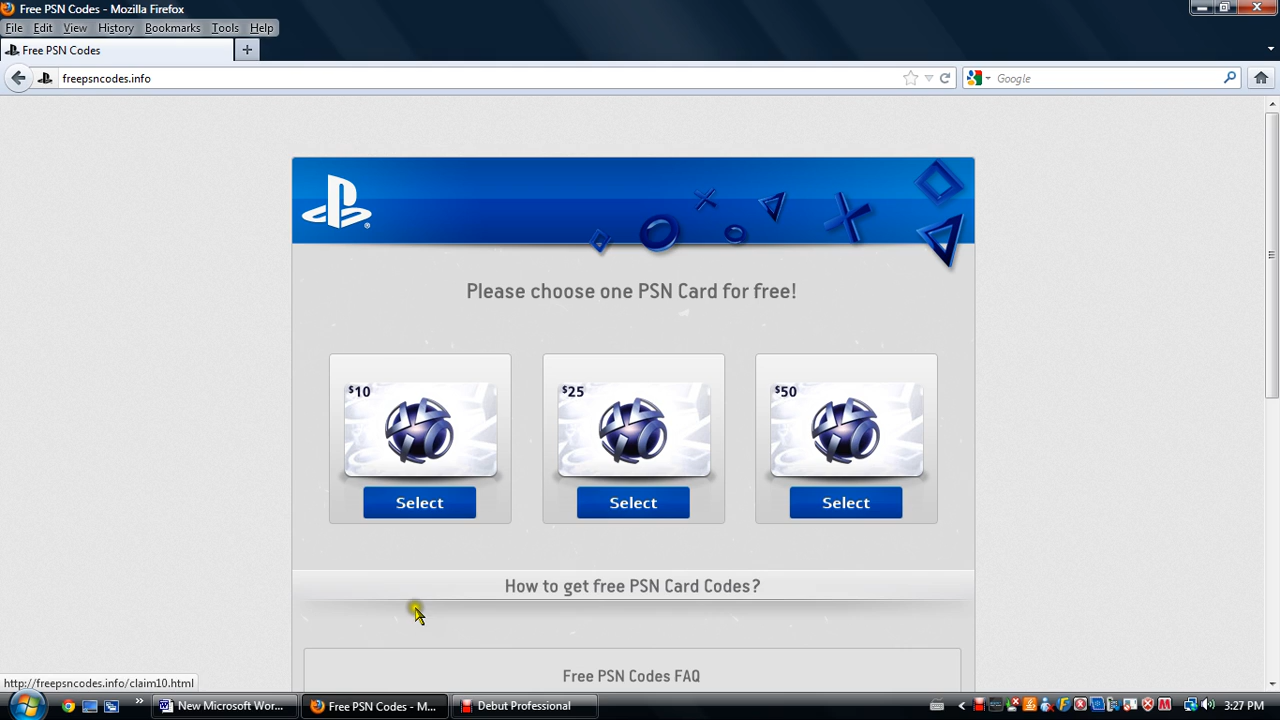 Free PSN Codes - Mozilla Firefox
File Edit View History Bookmarks Tools Help
Free PSN Codes
freepsncodes.info
Google
Please choose one PSN Card for free!
$10
$25
$50
Select
Select
Select
How to get free PSN Card Codes?
Free PSN Codes FAQ
http://freepsncodes.info/claim10.html
New Microsoft Wor...
Free PSN Codes - M...
Debut Professional
3:27 PM